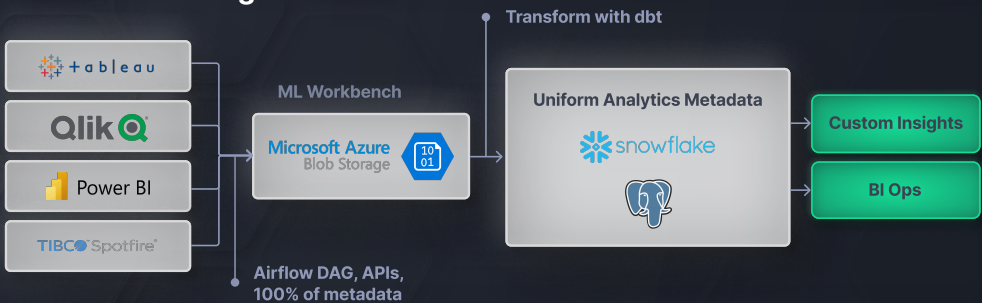 Transform with dbt
+ a b | e a u
Qlik Q
Power BI
TIBCO Spotfire®
ML Workbench
Microsoft Azure
Blob Storage
10
01
Airflow DAG, APIs,
100% of metadata
Uniform Analytics Metadata
snowflake
Custom Insights
BI Ops